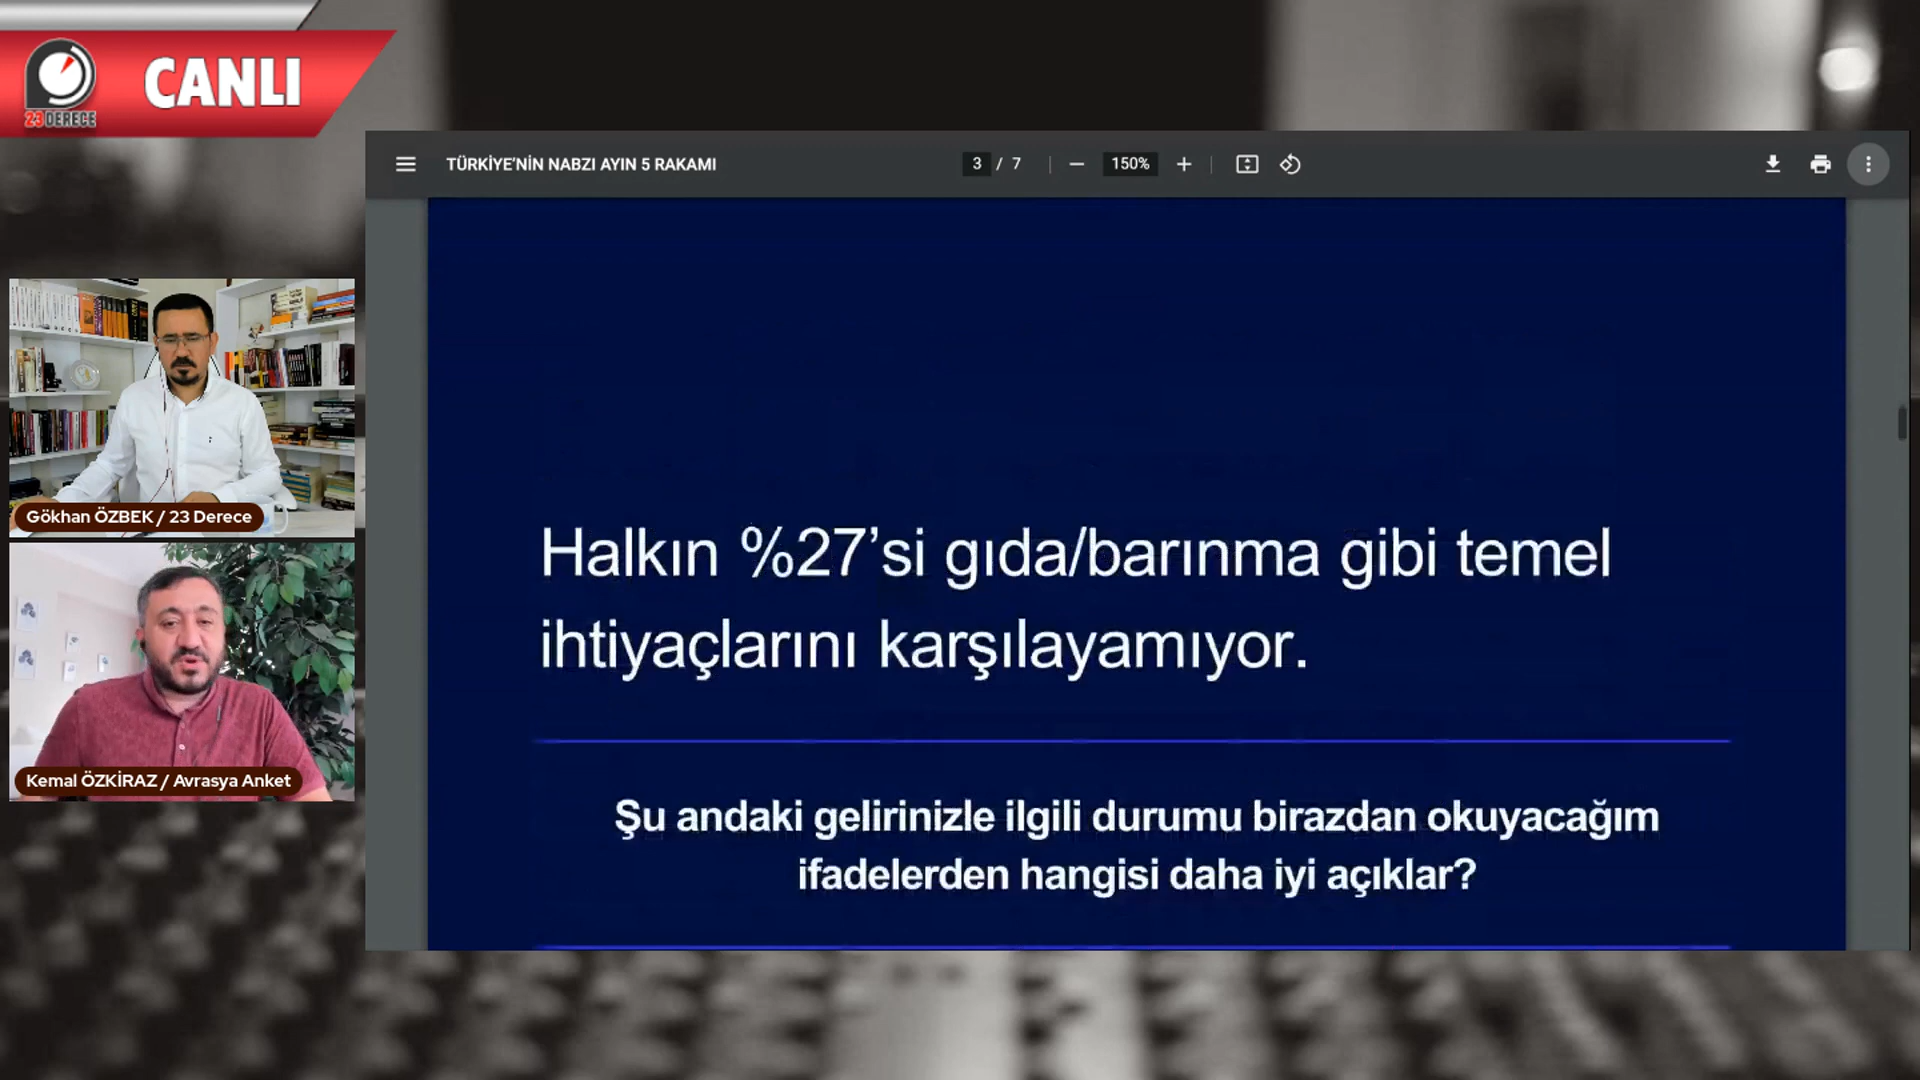 CANLI
23 DERECE
TÜRKİYE'NİN NABZI AYIN 5 RAKAMI
3 / 7
150%
Gökhan ÖZBEK / 23 Derece
Kemal ÖZKİRAZ / Avrasya Anket
Halkın %27’si gıda/barınma gibi temel
ihtiyaçlarını karşılayamıyor.
Şu andaki gelirinizle ilgili durumu birazdan okuyacağım
ifadelerden hangisi daha iyi açıklar?